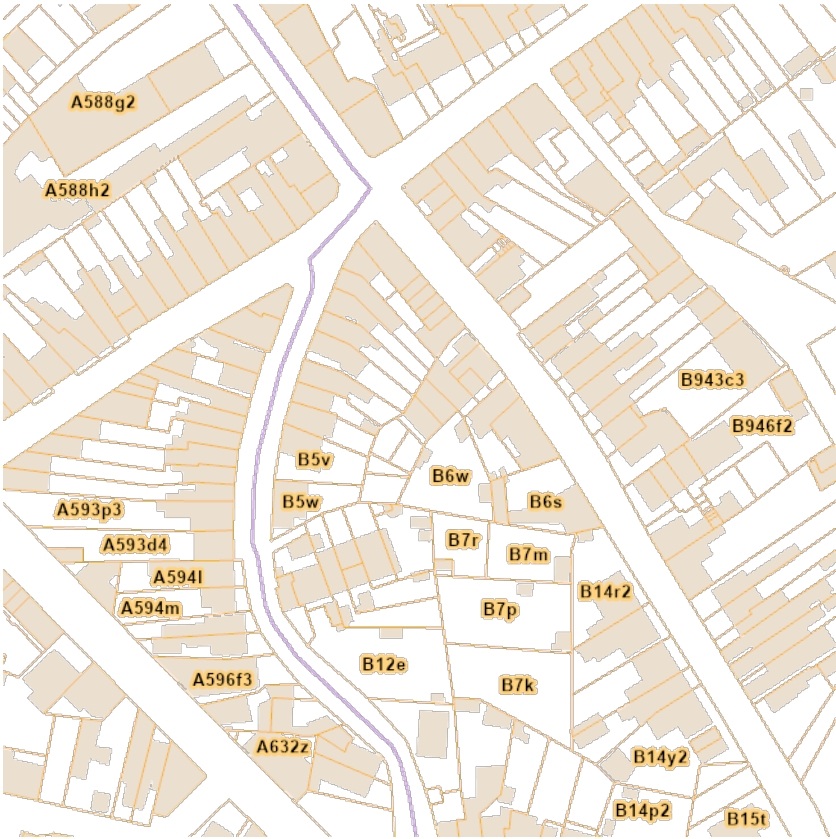 A588g2
A588h2
B943c3
B946f2
B5v
B6w
B5w
B6s
A593p3
A593d4
B7r
B7m
A594l
B14r2
A594m
B7p
B12e
A596f3
B7k
A632z
B14y2
B14p2
B15t